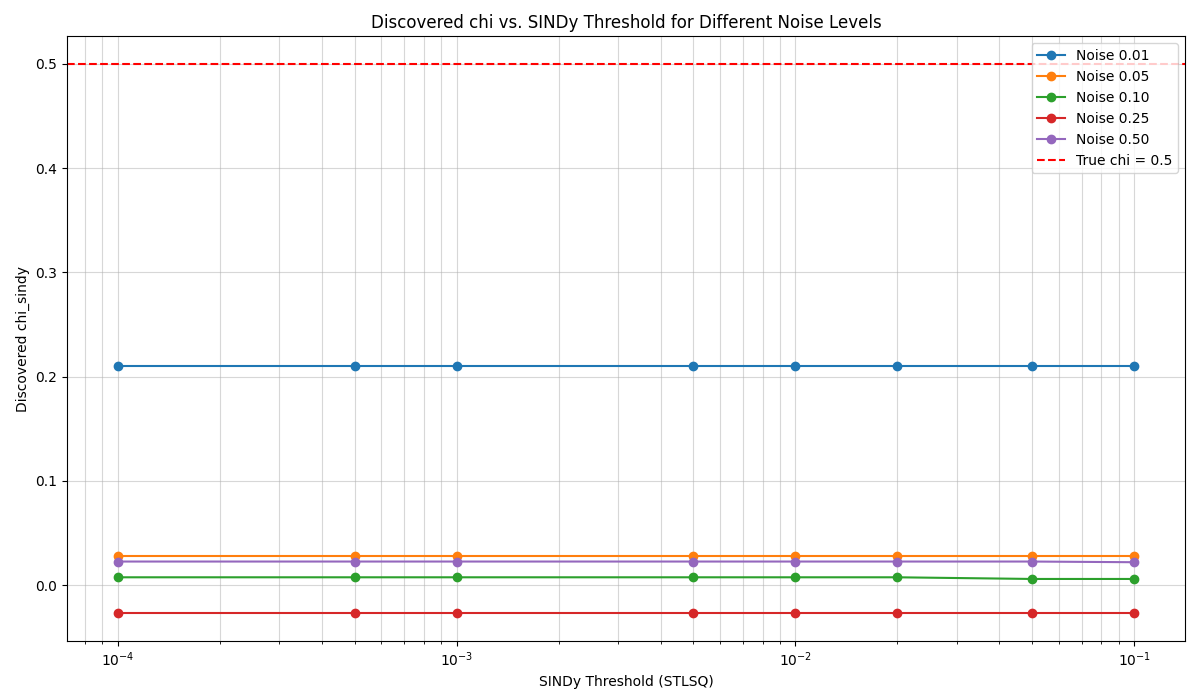 Discovered chi vs. SINDy Threshold for Different Noise Levels
Discovered chi_sindy
0.5
0.4
0.3
0.2
0.1
0.0
Noise 0.01
Noise 0.05
Noise 0.10
Noise 0.25
Noise 0.50
True chi = 0.5
10⁻⁴ 10⁻³ 10⁻² 10⁻¹
SINDy Threshold (STLSQ)